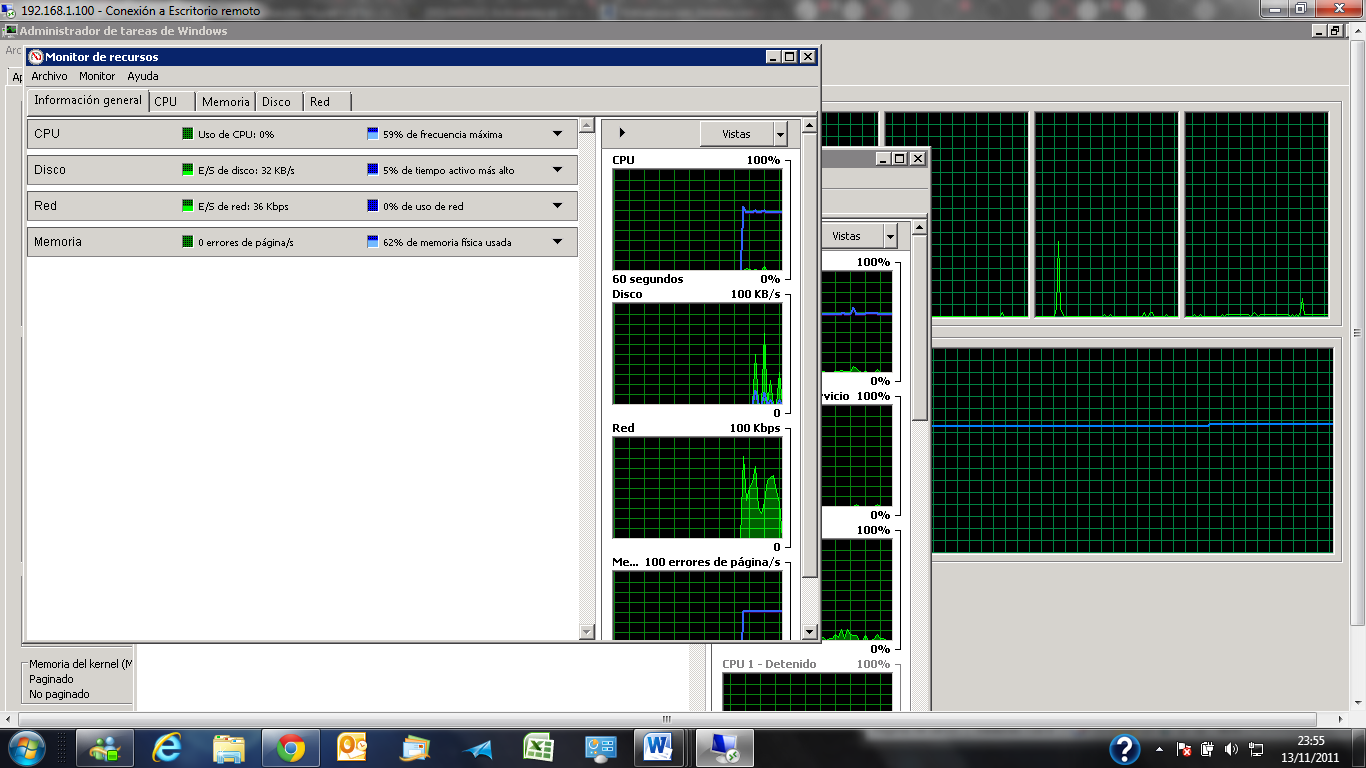 192.168.1.100 - Conexión a Escritorio remoto
Administrador de tareas de Windows
Arc
Monitor de recursos
Archivo Monitor Ayuda
Ap
Información general CPU Memoria Disco Red
CPU Uso de CPU: 0% 59% de frecuencia máxima
Disco E/S de disco: 32 KB/s 5% de tiempo activo más alto
Red E/S de red: 36 Kbps 0% de uso de red
Memoria 0 errores de página/s 62% de memoria física usada
Vistas
CPU 100%
60 segundos 0%
Disco 100 KB/s
0
Red 100 Kbps
0
Me... 100 errores de página/s
Vistas
100%
0%
rvicio 100%
0%
100%
0%
CPU 1 - Detenido 100%
Memoria del kernel (M
Paginado
No paginado
23:55
13/11/2011